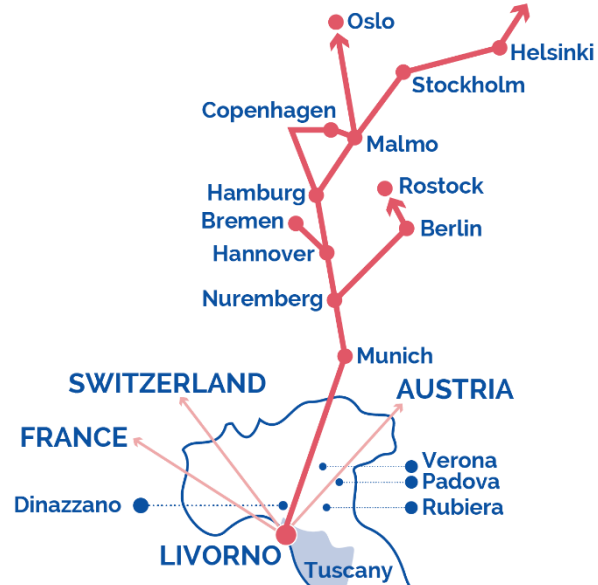 Oslo
Helsinki
Stockholm
Copenhagen
Malmo
Hamburg
Rostock
Bremen
Berlin
Hannover
Nuremberg
Munich
SWITZERLAND
AUSTRIA
FRANCE
Verona
Padova
Dinazzano
Rubiera
LIVORNO
Tuscany